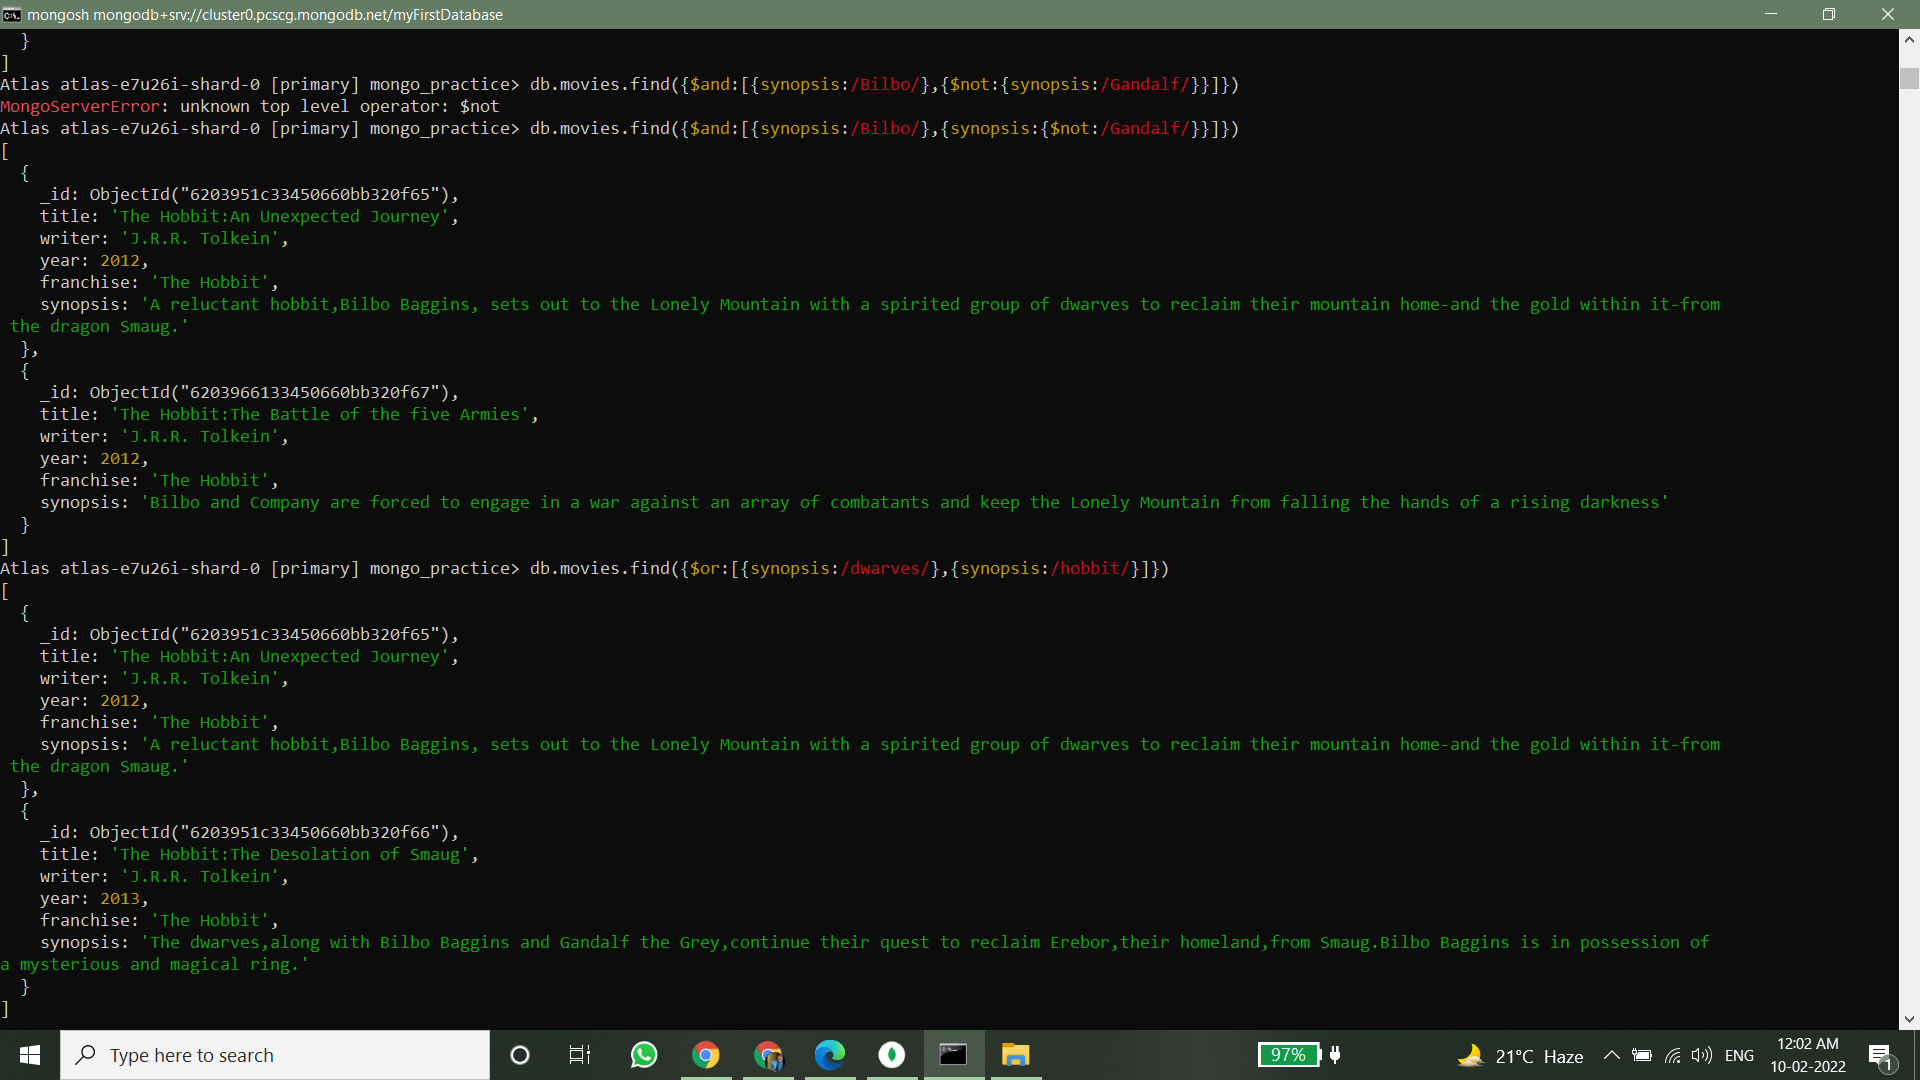 mongosh mongodb+srv://cluster0.pcscg.mongodb.net/myFirstDatabase
}
]
Atlas atlas-e7u26i-shard-0 [primary] mongo_practice> db.movies.find({$and:[{synopsis:/Bilbo/},{$not:{synopsis:/Gandalf/}}]})
MongoServerError: unknown top level operator: $not
Atlas atlas-e7u26i-shard-0 [primary] mongo_practice> db.movies.find({$and:[{synopsis:/Bilbo/},{synopsis:{$not:/Gandalf/}}]})
[
{
_id: ObjectId("6203951c33450660bb320f65"),
title: 'The Hobbit:An Unexpected Journey',
writer: 'J.R.R. Tolkein',
year: 2012,
franchise: 'The Hobbit',
synopsis: 'A reluctant hobbit,Bilbo Baggins, sets out to the Lonely Mountain with a spirited group of dwarves to reclaim their mountain home-and the gold within it-from
the dragon Smaug.'
},
{
_id: ObjectId("6203966133450660bb320f67"),
title: 'The Hobbit:The Battle of the five Armies',
writer: 'J.R.R. Tolkein',
year: 2012,
franchise: 'The Hobbit',
synopsis: 'Bilbo and Company are forced to engage in a war against an array of combatants and keep the Lonely Mountain from falling the hands of a rising darkness'
}
]
Atlas atlas-e7u26i-shard-0 [primary] mongo_practice> db.movies.find({$or:[{synopsis:/dwarves/},{synopsis:/hobbit/}]})
[
{
_id: ObjectId("6203951c33450660bb320f65"),
title: 'The Hobbit:An Unexpected Journey',
writer: 'J.R.R. Tolkein',
year: 2012,
franchise: 'The Hobbit',
synopsis: 'A reluctant hobbit,Bilbo Baggins, sets out to the Lonely Mountain with a spirited group of dwarves to reclaim their mountain home-and the gold within it-from
the dragon Smaug.'
},
{
_id: ObjectId("6203951c33450660bb320f66"),
title: 'The Hobbit:The Desolation of Smaug',
writer: 'J.R.R. Tolkein',
year: 2013,
franchise: 'The Hobbit',
synopsis: 'The dwarves,along with Bilbo Baggins and Gandalf the Grey,continue their quest to reclaim Erebor,their homeland,from Smaug.Bilbo Baggins is in possession of
a mysterious and magical ring.'
}
]
Type here to search
97%
21°C Haze
ENG
12:02 AM
10-02-2022
1